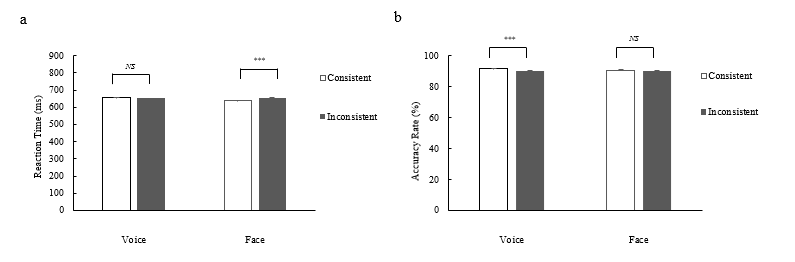 a
NS
***
900
800
700
600
500
400
300
200
100
0
Reaction Time (ms)
Voice
Face
Consistent
Inconsistent
b
***
NS
100
80
60
40
20
0
Accuracy Rate (%)
Voice
Face
Consistent
Inconsistent